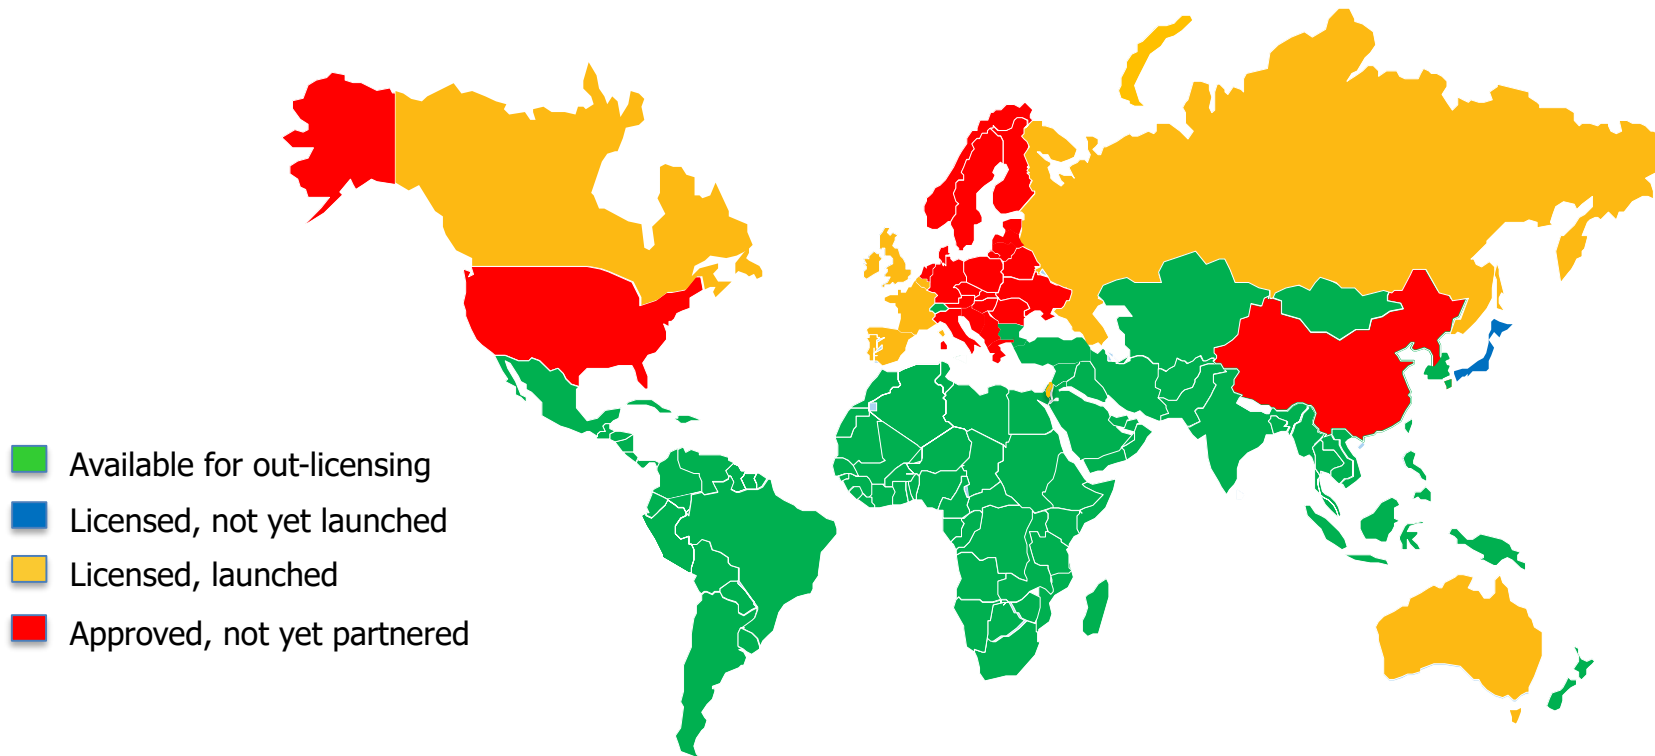 Available for out-licensing
Licensed, not yet launched
Licensed, launched
Approved, not yet partnered